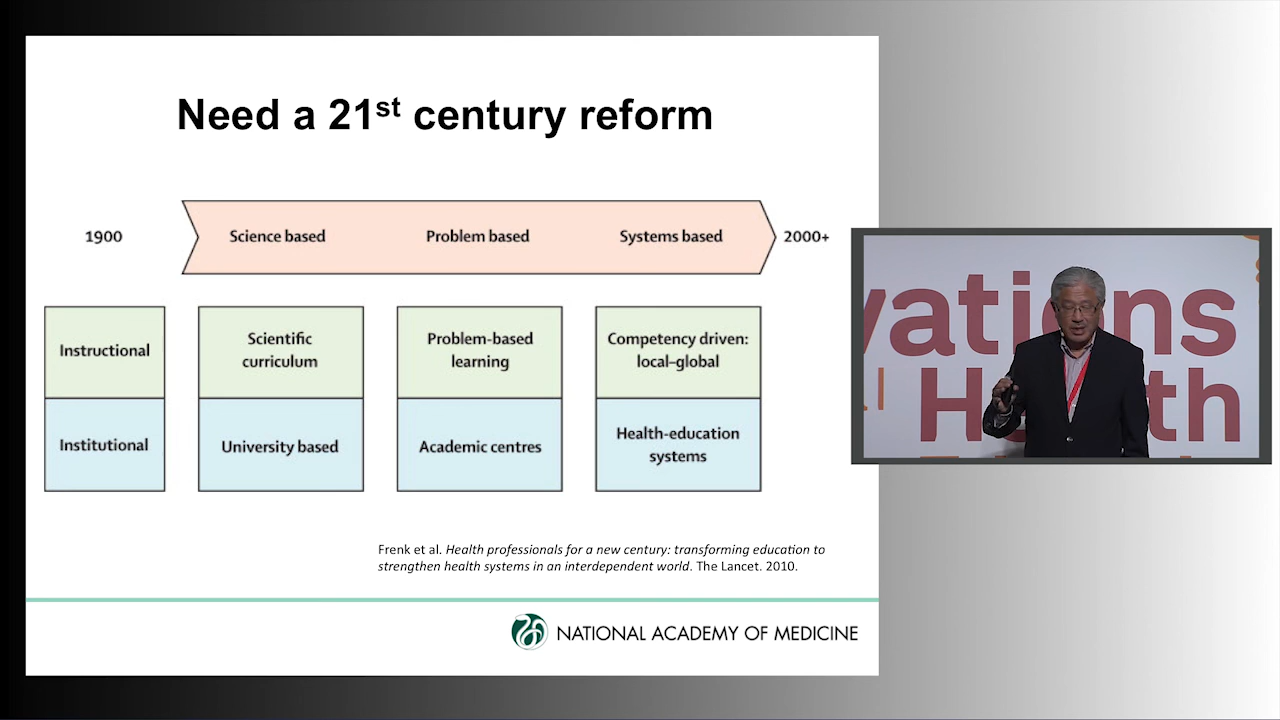 Need a 21st century reform
1900
Science based
Problem based
Systems based
2000+
Instructional
Scientific
curriculum
Problem-based
learning
Competency driven:
local–global
Institutional
University based
Academic centres
Health-education
systems
Frenk et al. Health professionals for a new century: transforming education to
strengthen health systems in an interdependent world. The Lancet. 2010.
NATIONAL ACADEMY OF MEDICINE
vations